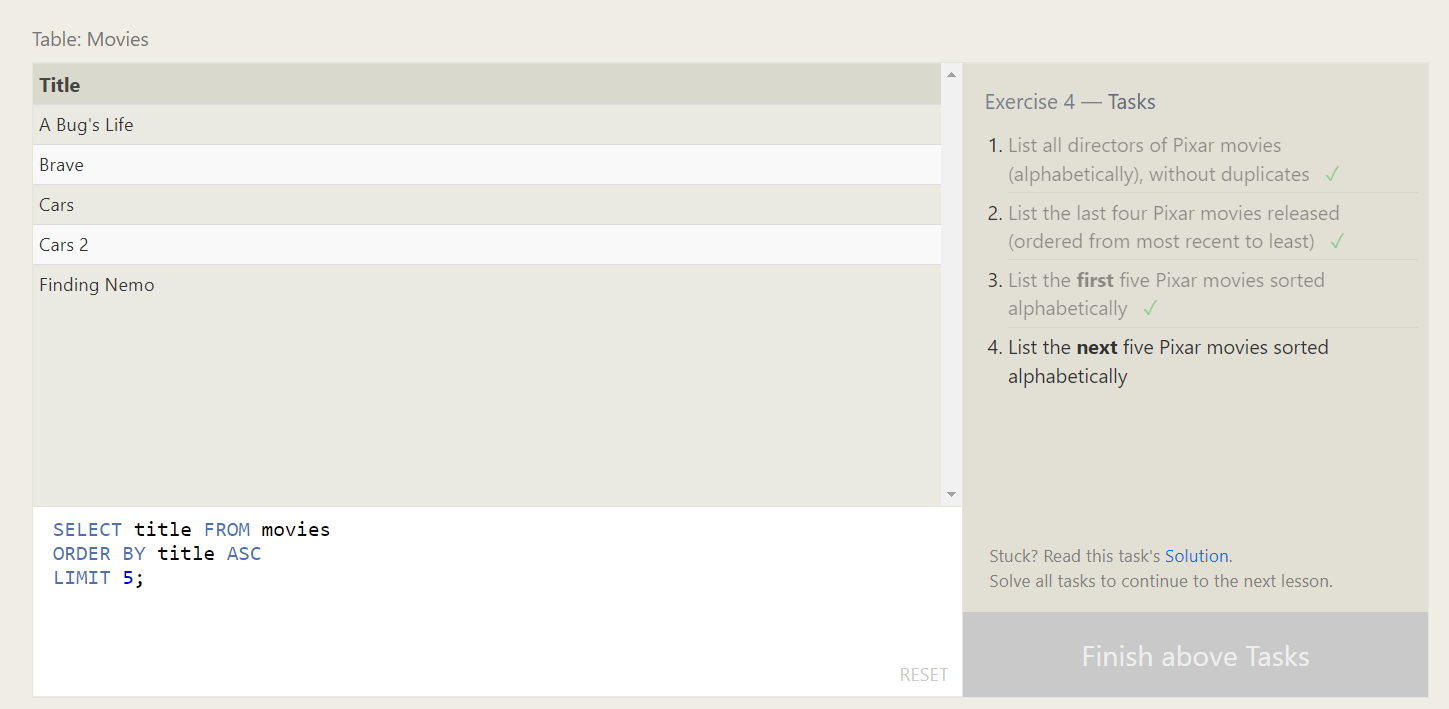 Table: Movies
Title
A Bug's Life
Brave
Cars
Cars 2
Finding Nemo
SELECT title FROM movies
ORDER BY title ASC
LIMIT 5;
RESET
Exercise 4 — Tasks
1. List all directors of Pixar movies
(alphabetically), without duplicates ✓
2. List the last four Pixar movies released
(ordered from most recent to least) ✓
3. List the first five Pixar movies sorted
alphabetically ✓
4. List the next five Pixar movies sorted
alphabetically
Stuck? Read this task's Solution.
Solve all tasks to continue to the next lesson.
Finish above Tasks